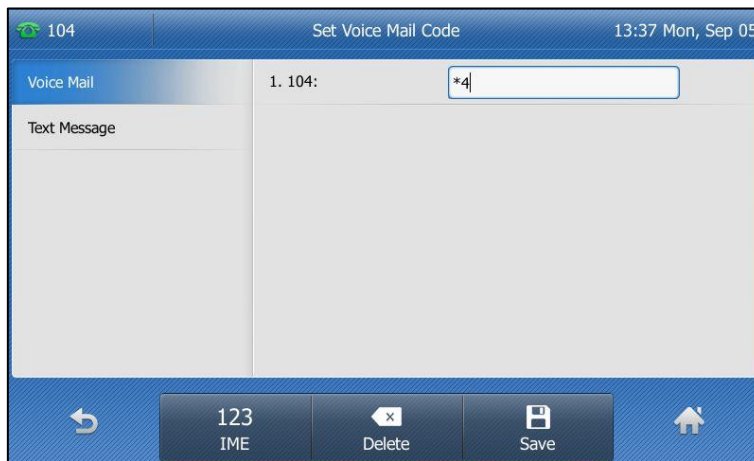 104 Set Voice Mail Code 13:37 Mon, Sep 05
Voice Mail 1. 104: *4
Text Message
123
IME Delete Save